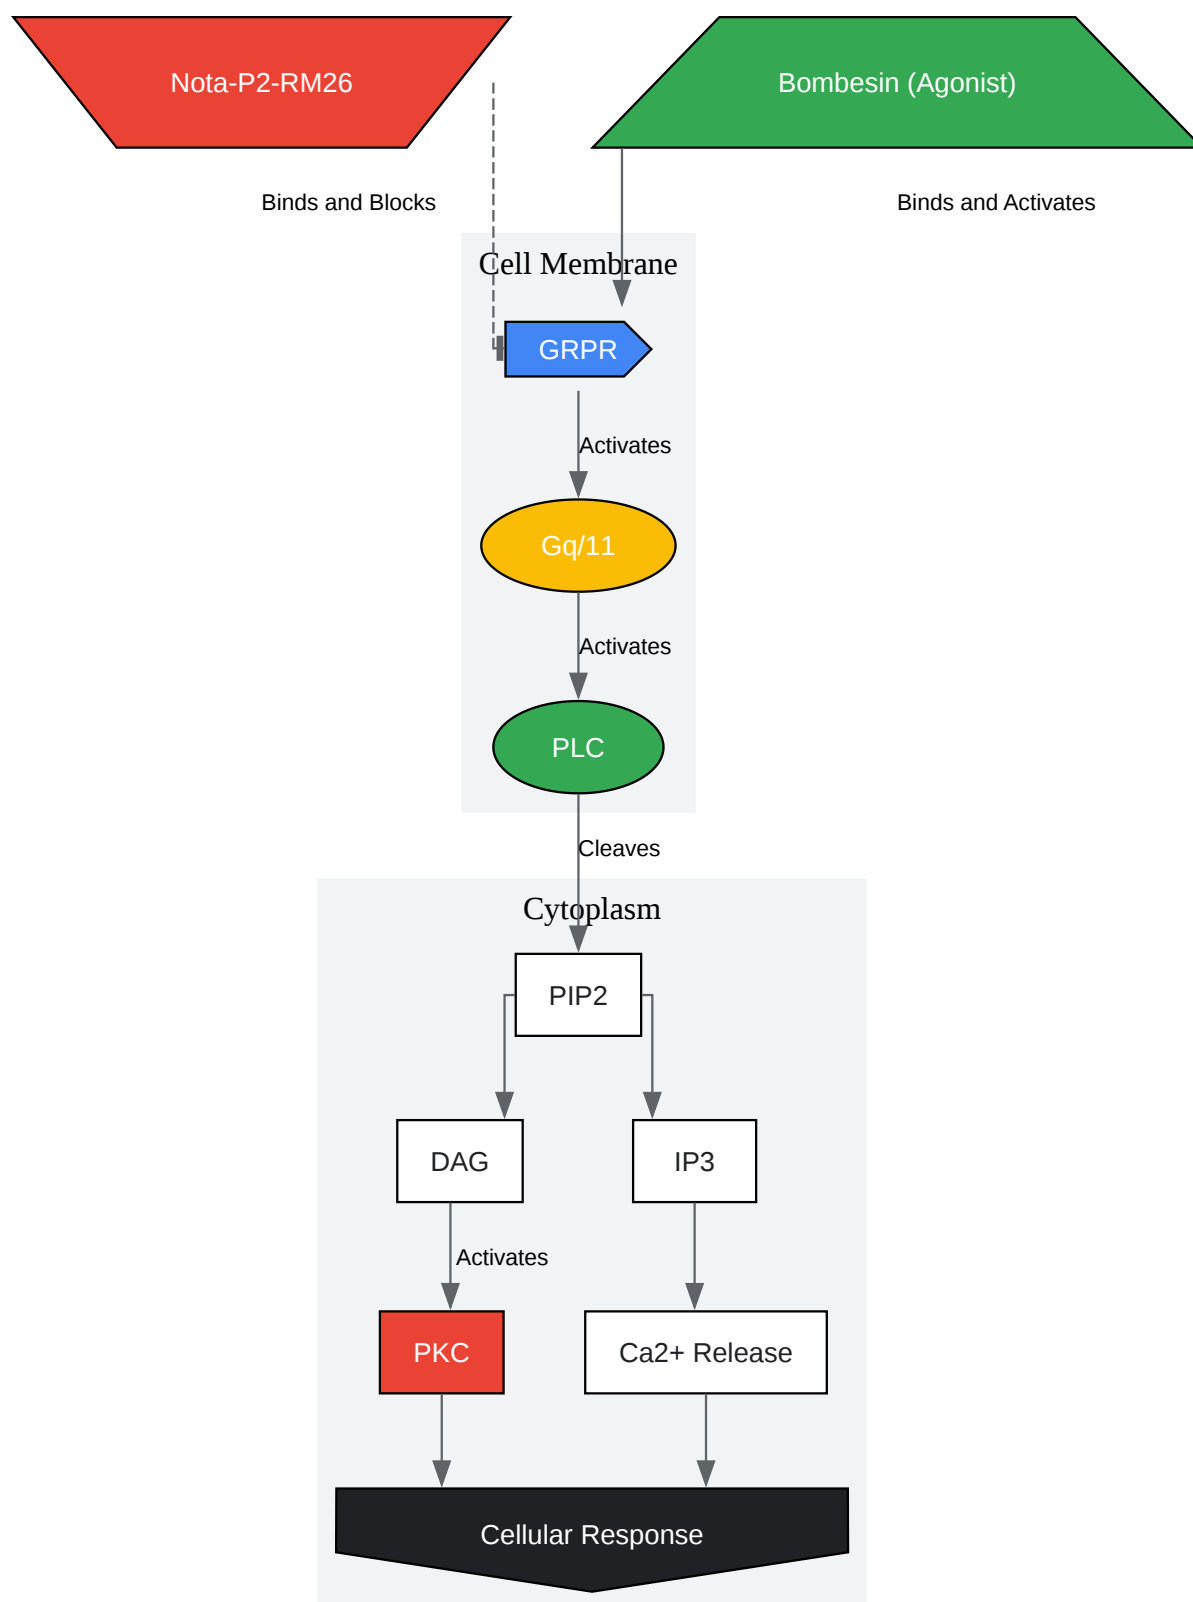 Nota-P2-RM26
Bombesin (Agonist)
Binds and Blocks
Binds and Activates
Cell Membrane
GRPR
Activates
Gq/11
Activates
PLC
Cleaves
Cytoplasm
PIP2
DAG
IP3
Activates
PKC
Ca2+ Release
Cellular Response